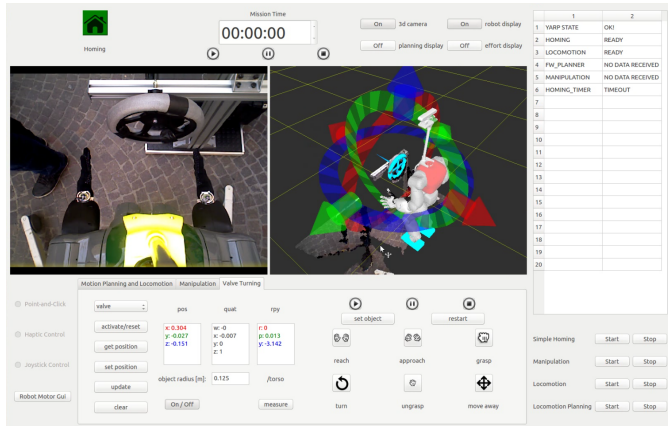 Mission Time
00:00:00
Homing
On 3d camera On robot display
Off planning display Off effort display
1 2
1 YARP STATE OK!
2 HOMING READY
3 LOCOMOTION READY
4 FW_PLANNER NO DATA RECEIVED
5 MANIPULATION NO DATA RECEIVED
6 HOMING_TIMER TIMEOUT
7
8
9
10
11
12
13
14
15
16
17
18
19
20
Motion Planning and Locomotion Manipulation Valve Turning
Point-and-Click
Haptic Control
Joystick Control
Robot Motor Gui
valve
activate/reset
get position
set position
update
clear
pos quat rpy
x: 0.304 w: -0 r: 0
y: -0.027 x: -0.007 p: 0.013
z: -0.151 y: 0 y: -3.142
z: 1
object radius [m]: 0.125 /torso
On / Off measure
set object restart
reach approach grasp
turn ungrasp move away
Simple Homing Start Stop
Manipulation Start Stop
Locomotion Start Stop
Locomotion Planning Start Stop